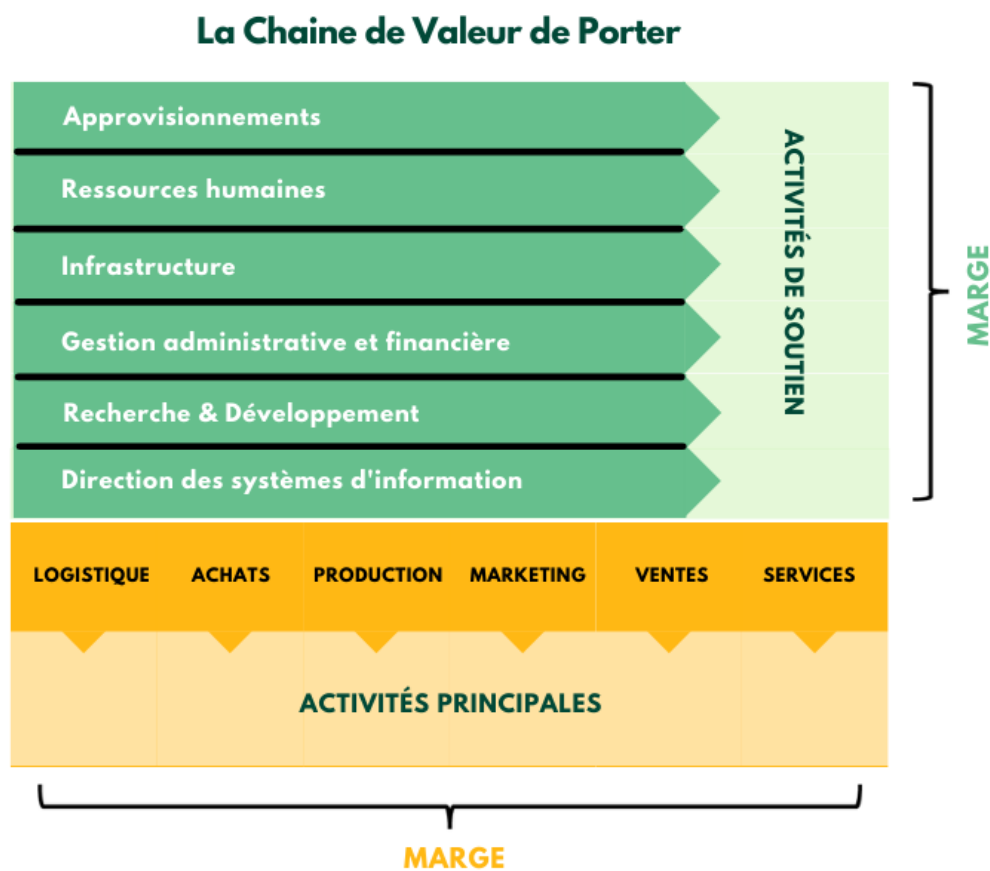 La Chaine de Valeur de Porter
Approvisionnements
Ressources humaines
Infrastructure
Gestion administrative et financière
Recherche & Développement
Direction des systèmes d'information
ACTIVITÉS DE SOUTIEN
MARGE
LOGISTIQUE
ACHATS
PRODUCTION
MARKETING
VENTES
SERVICES
ACTIVITÉS PRINCIPALES
MARGE